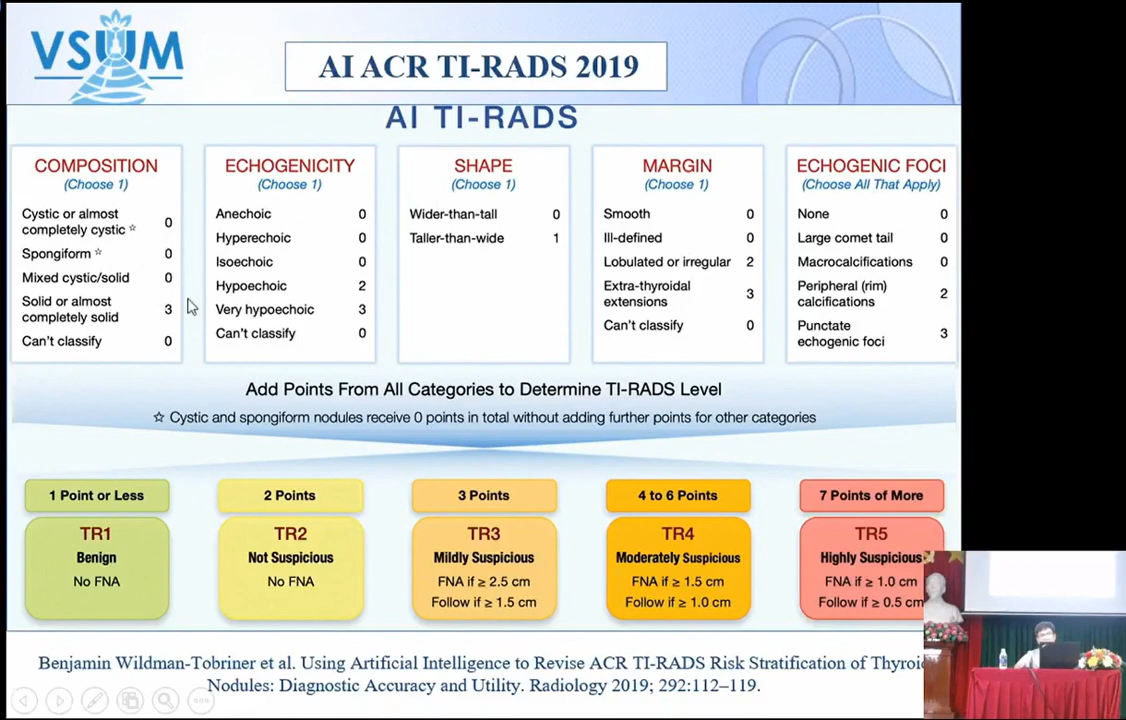 VSUM
AI ACR TI-RADS 2019
AI TI-RADS
COMPOSITION
(Choose 1)
Cystic or almost
completely cystic ☆ 0
Spongiform ☆ 0
Mixed cystic/solid 0
Solid or almost
completely solid 3
Can't classify 0
ECHOGENICITY
(Choose 1)
Anechoic 0
Hyperechoic 0
Isoechoic 0
Hypoechoic 2
Very hypoechoic 3
Can't classify 0
SHAPE
(Choose 1)
Wider-than-tall 0
Taller-than-wide 1
MARGIN
(Choose 1)
Smooth 0
Ill-defined 0
Lobulated or irregular 2
Extra-thyroidal
extensions 3
Can't classify 0
ECHOGENIC FOCI
(Choose All That Apply)
None 0
Large comet tail 0
Macrocalcifications 0
Peripheral (rim)
calcifications 2
Punctate
echogenic foci 3
Add Points From All Categories to Determine TI-RADS Level
☆ Cystic and spongiform nodules receive 0 points in total without adding further points for other categories
1 Point or Less
TR1
Benign
No FNA
2 Points
TR2
Not Suspicious
No FNA
3 Points
TR3
Mildly Suspicious
FNA if ≥ 2.5 cm
Follow if ≥ 1.5 cm
4 to 6 Points
TR4
Moderately Suspicious
FNA if ≥ 1.5 cm
Follow if ≥ 1.0 cm
7 Points of More
TR5
Highly Suspicious
FNA if ≥ 1.0 cm
Follow if ≥ 0.5 cm
Benjamin Wildman-Tobriner et al. Using Artificial Intelligence to Revise ACR TI-RADS Risk Stratification of Thyroi
Nodules: Diagnostic Accuracy and Utility. Radiology 2019; 292:112–119.